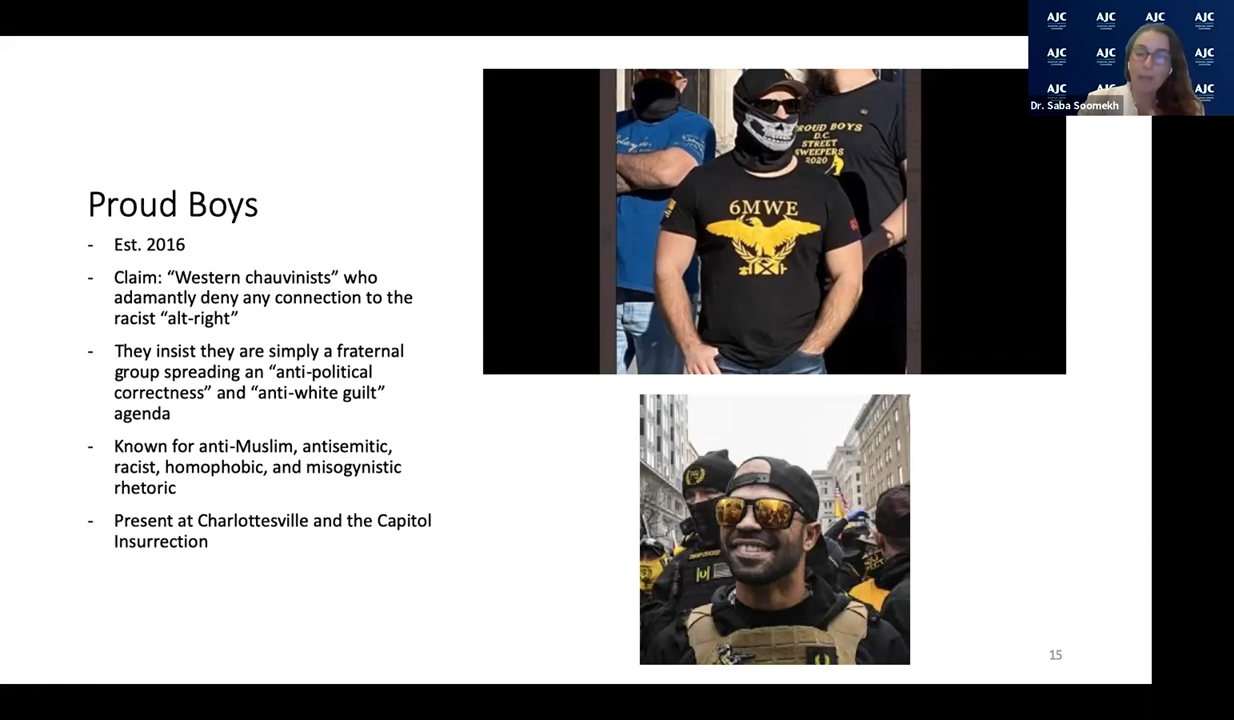 AJC AJC AJC AJC
AJC AJC AJC
AJC AJC AJC
Dr. Saba Soomekh
Proud Boys
- Est. 2016
- Claim: “Western chauvinists” who
adamantly deny any connection to the
racist “alt-right”
- They insist they are simply a fraternal
group spreading an “anti-political
correctness” and “anti-white guilt”
agenda
- Known for anti-Muslim, antisemitic,
racist, homophobic, and misogynistic
rhetoric
- Present at Charlottesville and the Capitol
Insurrection
PROUD BOYS
D.C.
STREET
SWEEPERS
2020
6MWE
15